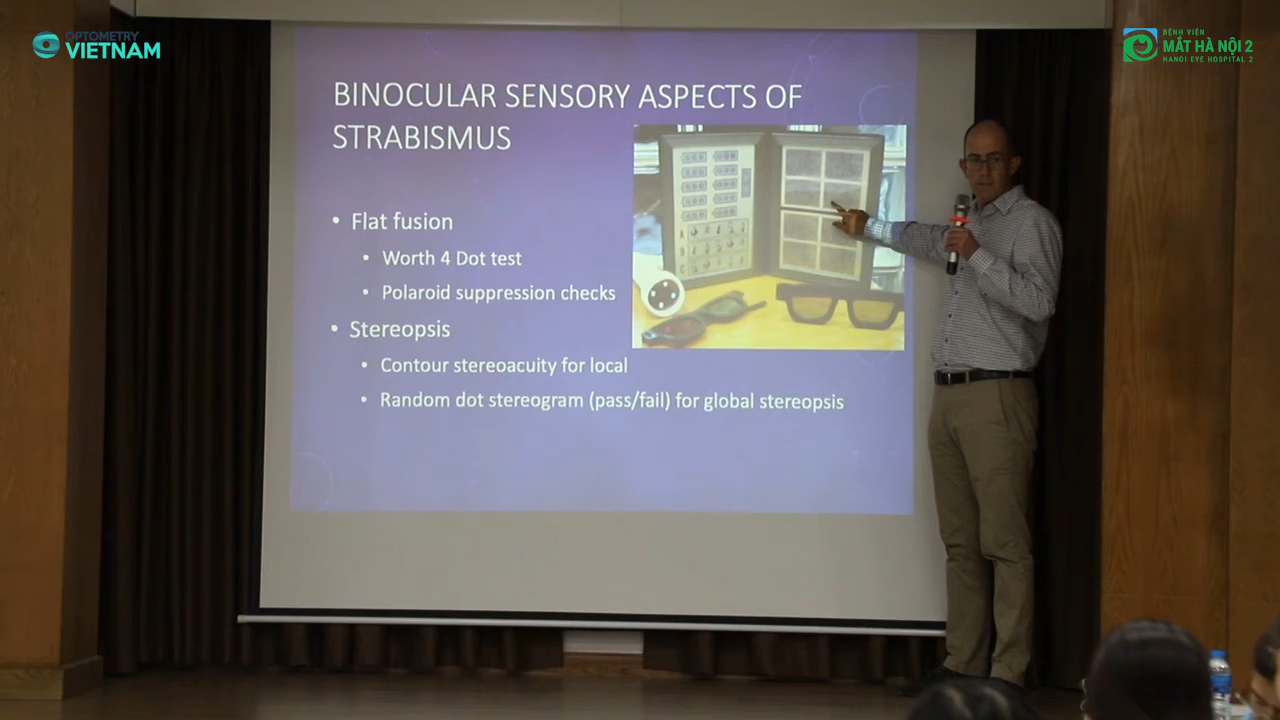 OPTOMETRY
VIETNAM
BỆNH VIỆN
MẮT HÀ NỘI 2
HANOI EYE HOSPITAL 2
BINOCULAR SENSORY ASPECTS OF
STRABISMUS
• Flat fusion
• Worth 4 Dot test
• Polaroid suppression checks
• Stereopsis
• Contour stereoacuity for local
• Random dot stereogram (pass/fail) for global stereopsis
A
B
C